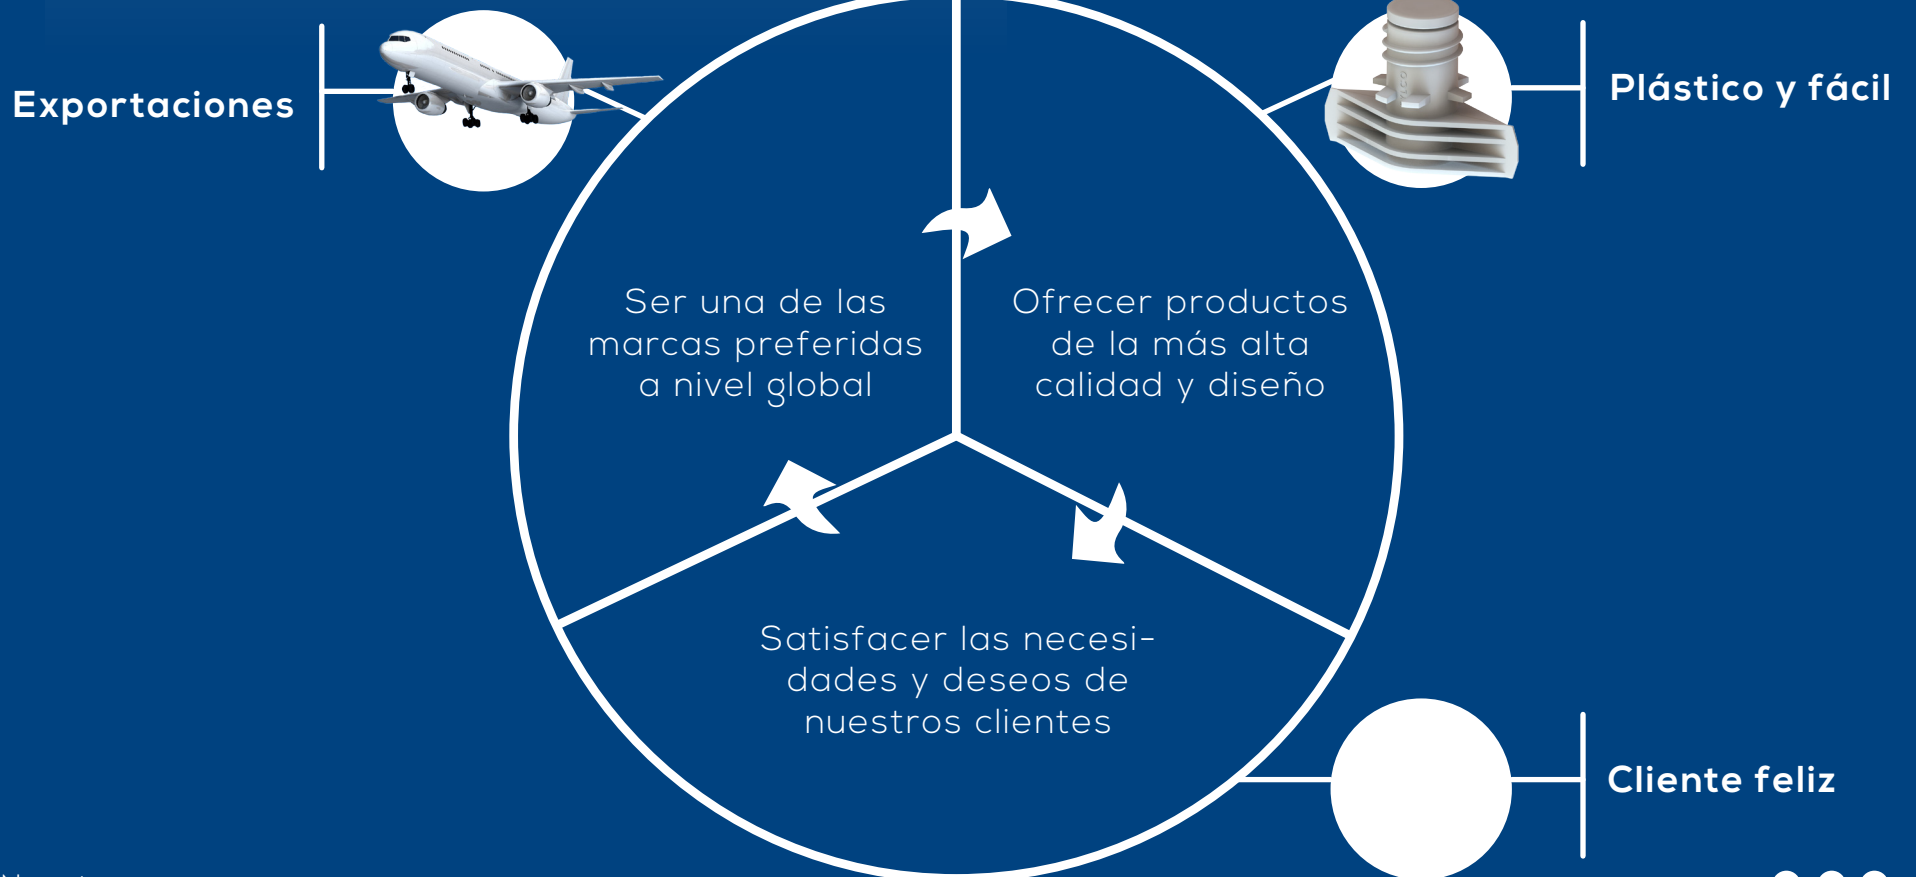 Exportaciones
Plástico y fácil
Ser una de las
marcas preferidas
a nivel global
Ofrecer productos
de la más alta
calidad y diseño
Satisfacer las necesi-
dades y deseos de
nuestros clientes
Cliente feliz